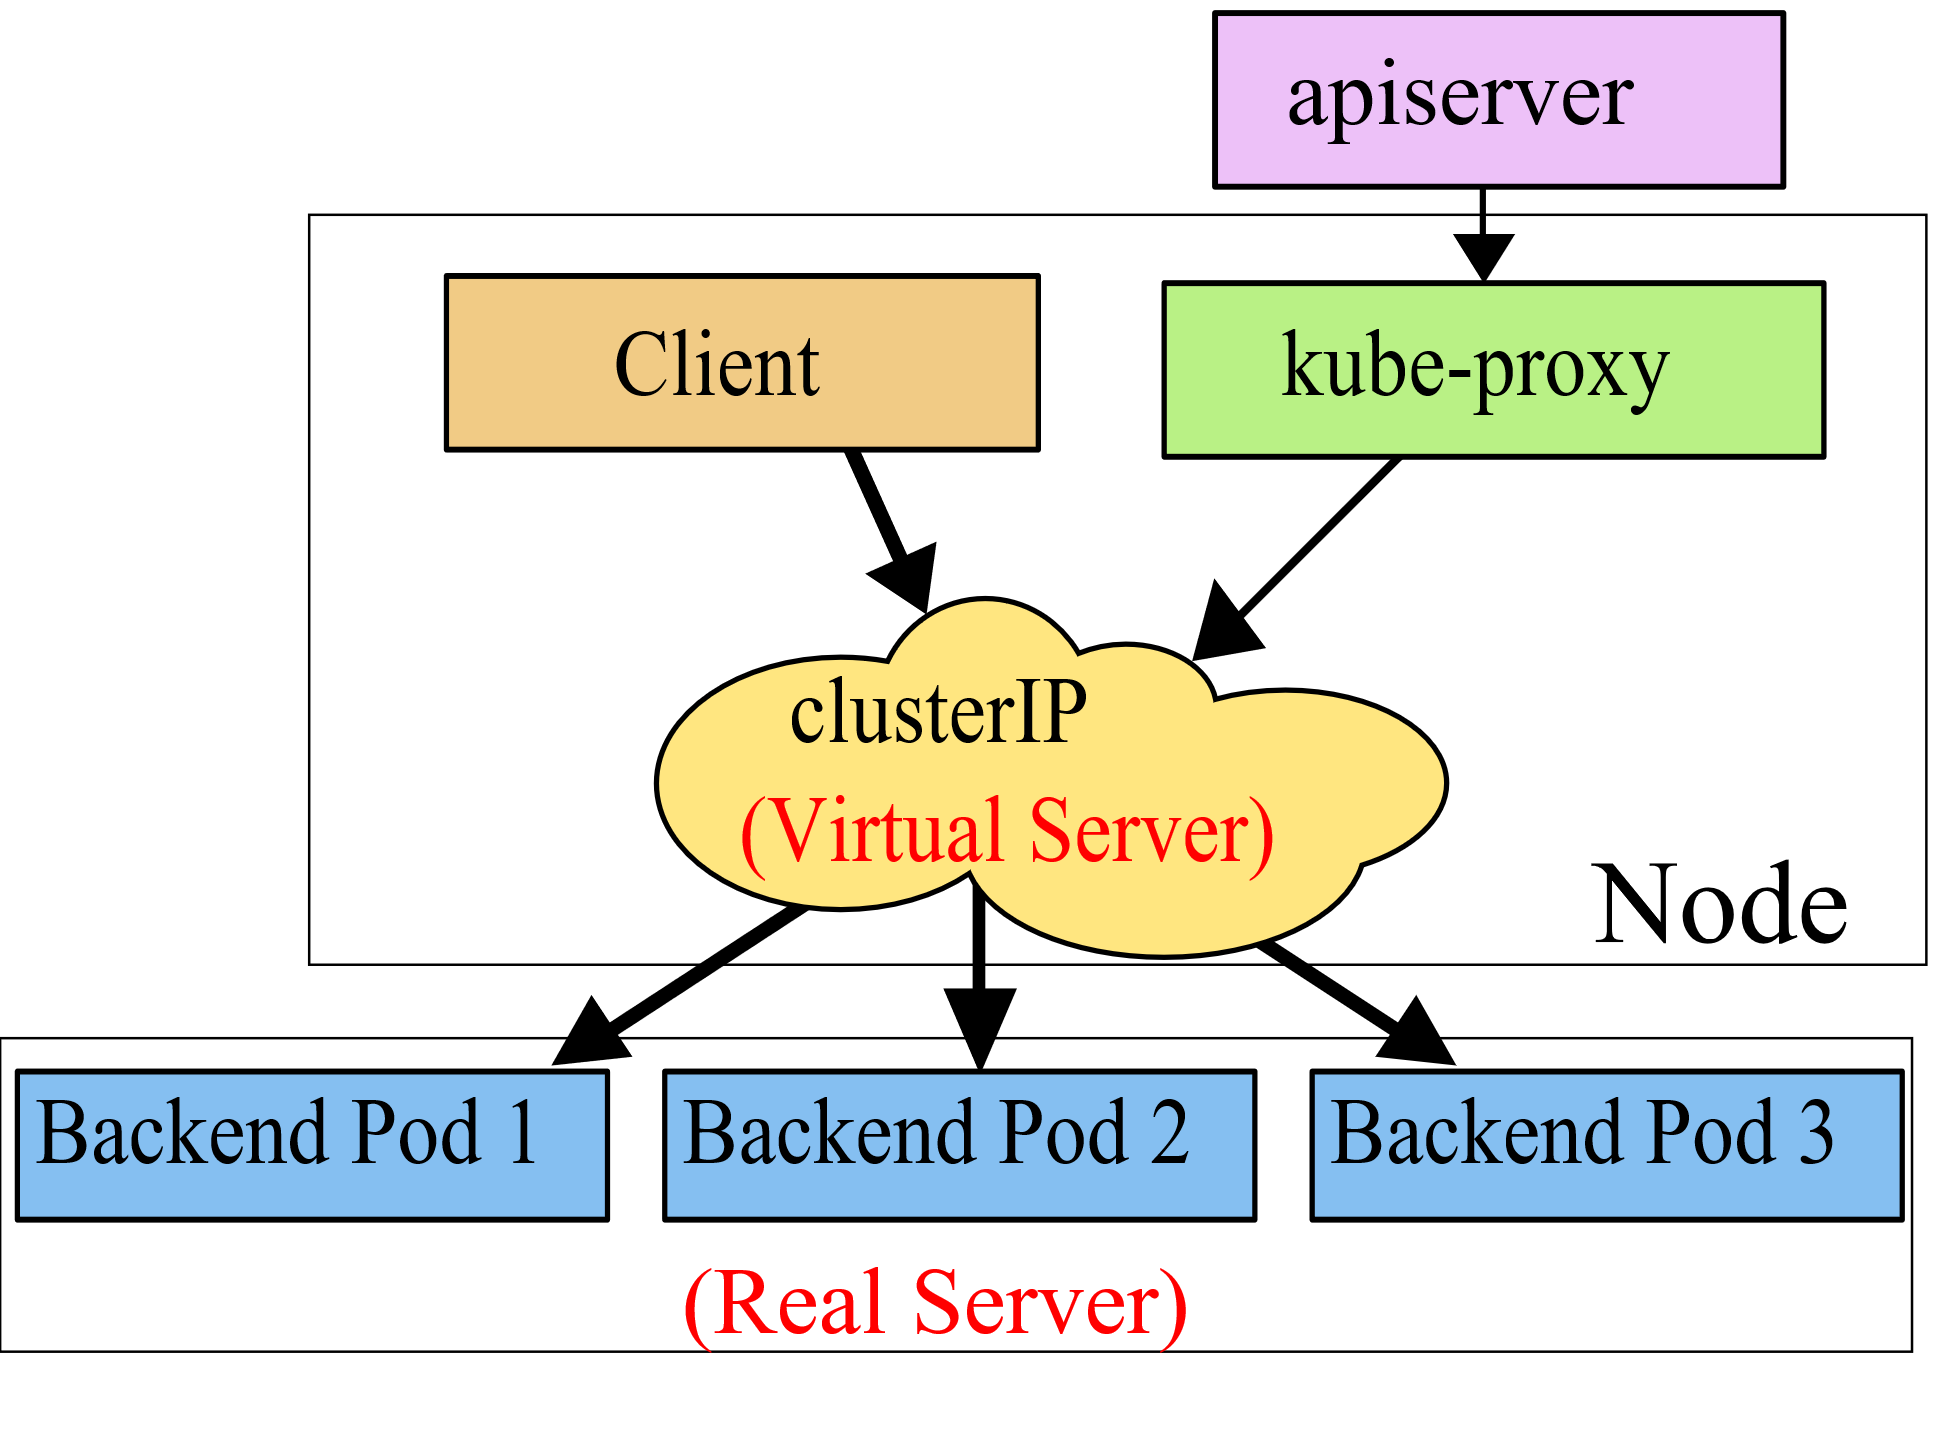 apiserver
Client
kube-proxy
clusterIP
(Virtual Server)
Node
Backend Pod 1
Backend Pod 2
Backend Pod 3
(Real Server)